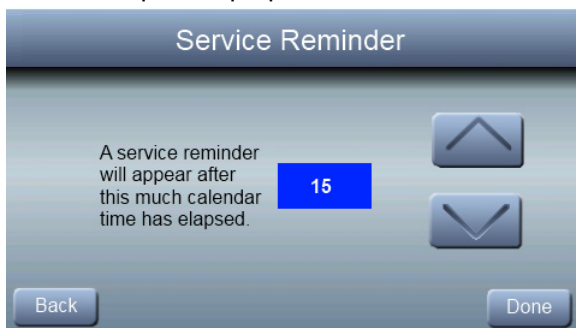 Service Reminder
A service reminder
will appear after
this much calendar
time has elapsed.
15
Back
Done